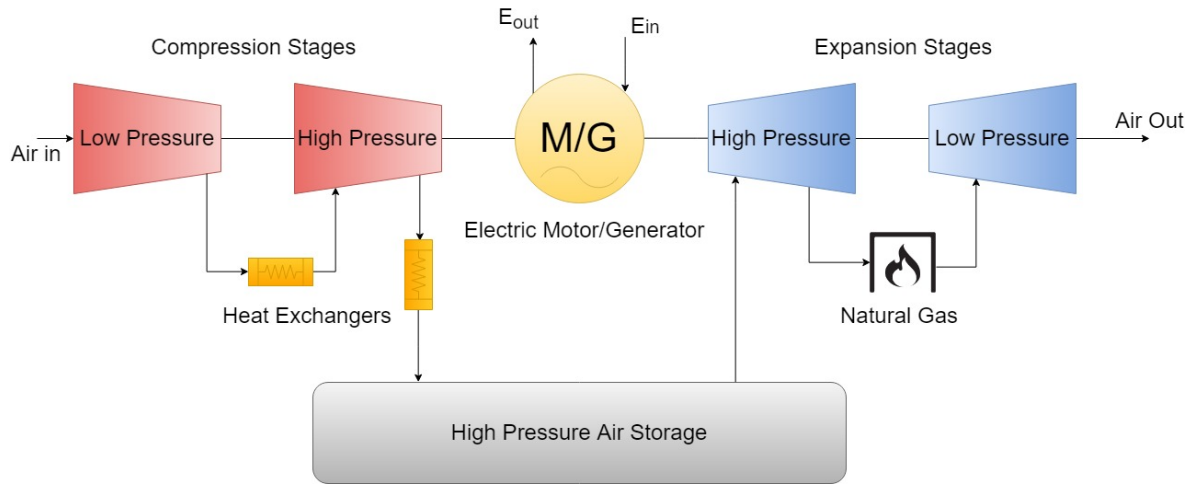 E_out
Ein
Compression Stages
Expansion Stages
Low Pressure
High Pressure
M/G
High Pressure
Low Pressure
Air in
Air Out
Electric Motor/Generator
Heat Exchangers
Natural Gas
High Pressure Air Storage